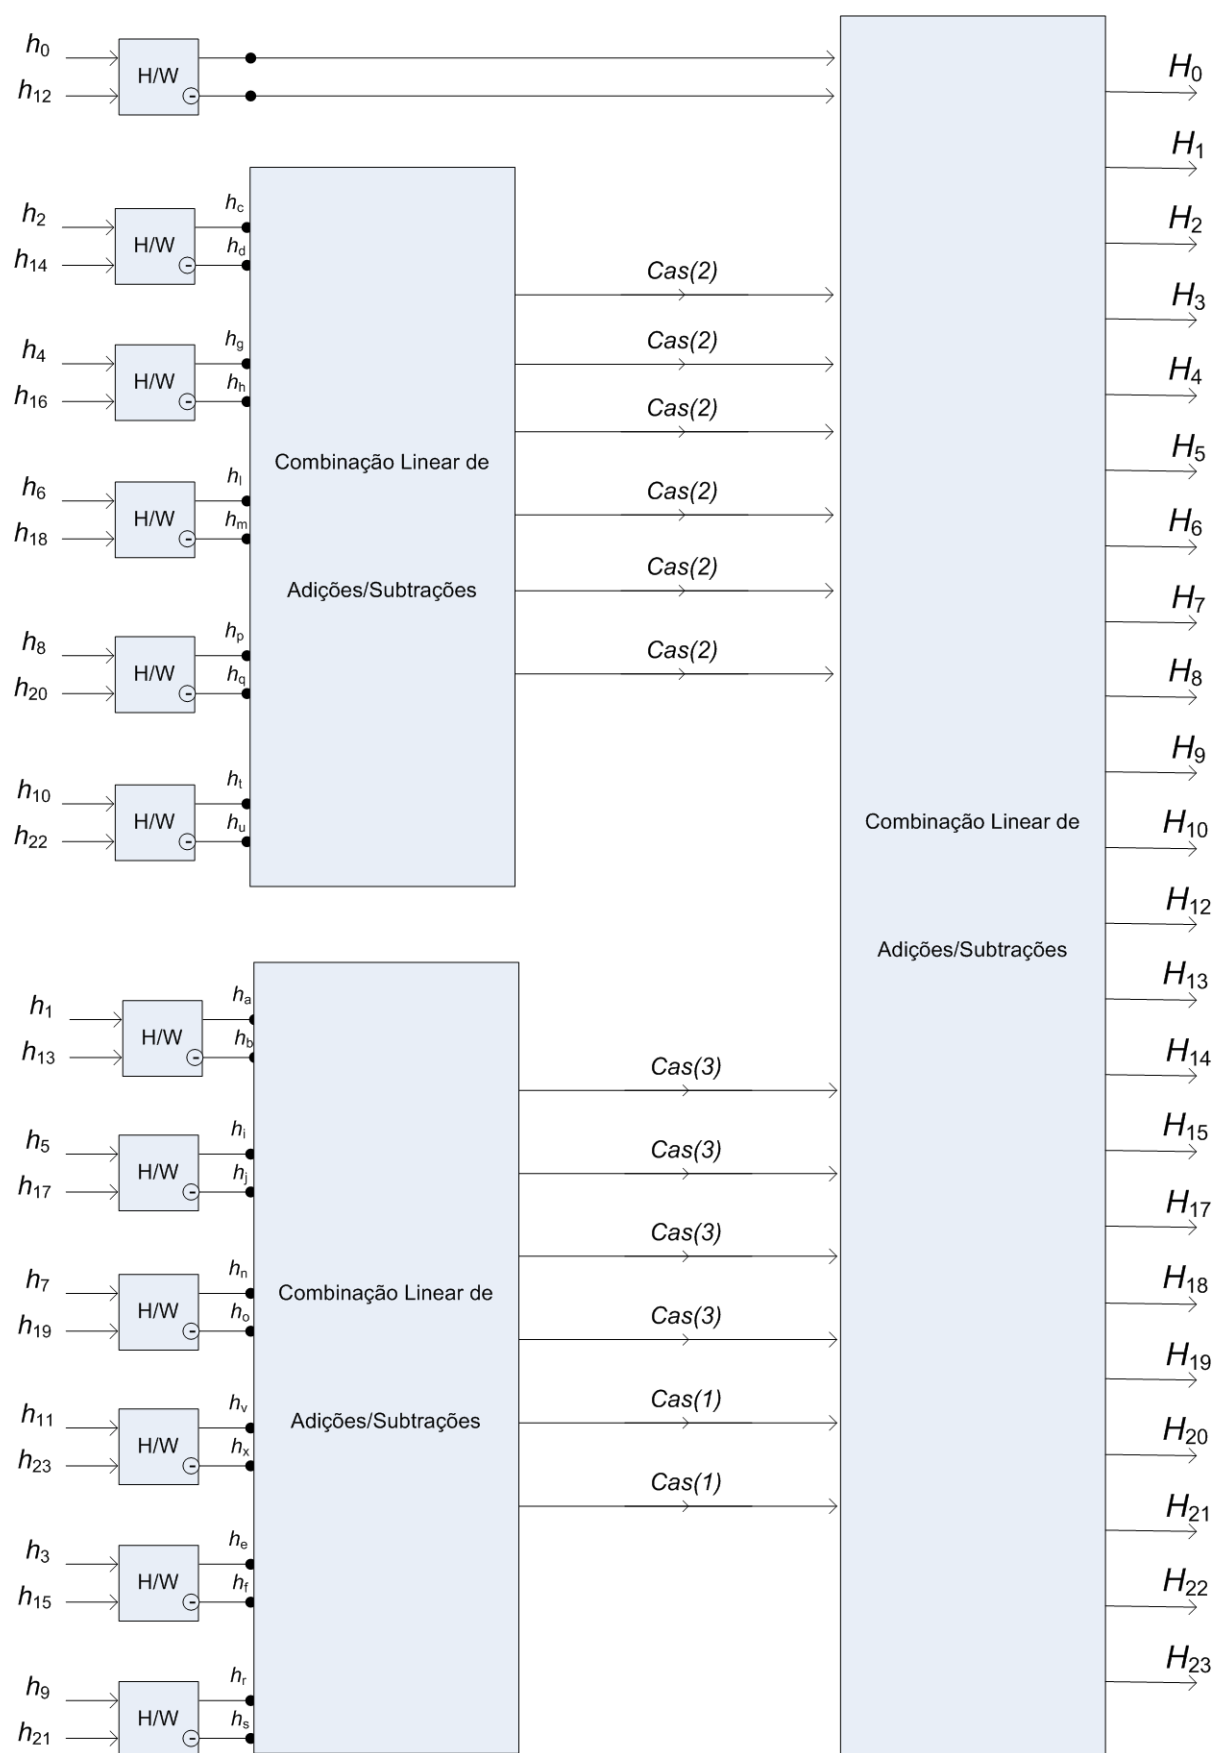 h0
h12
H/W
-
h2
h14
H/W
-
hc
hd
h4
h16
H/W
-
hg
hh
h6
h18
H/W
-
hl
hm
h8
h20
H/W
-
hp
hq
h10
h22
H/W
-
ht
hu
Combinação Linear de
Adições/Subtrações
Cas(2)
Cas(2)
Cas(2)
Cas(2)
Cas(2)
Cas(2)
h1
h13
H/W
-
ha
hb
h5
h17
H/W
-
hi
hj
h7
h19
H/W
-
hn
ho
h11
h23
H/W
-
hv
hx
h3
h15
H/W
-
he
hf
h9
h21
H/W
-
hr
hs
Combinação Linear de
Adições/Subtrações
Cas(3)
Cas(3)
Cas(3)
Cas(3)
Cas(1)
Cas(1)
Combinação Linear de
Adições/Subtrações
H0
H1
H2
H3
H4
H5
H6
H7
H8
H9
H10
H12
H13
H14
H15
H17
H18
H19
H20
H21
H22
H23